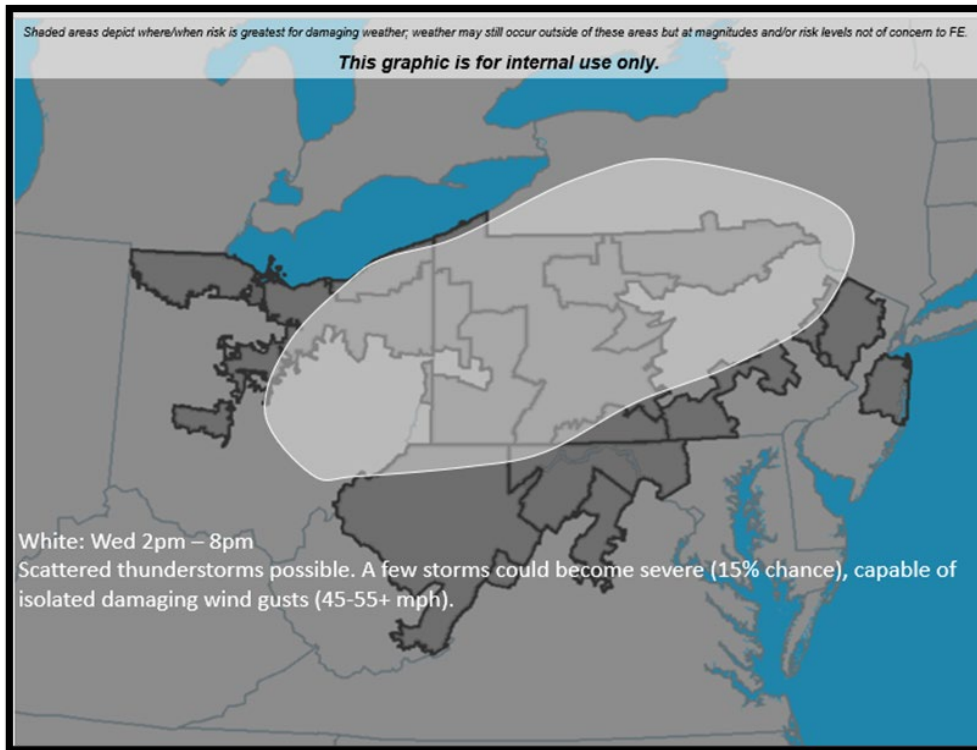 Shaded areas depict where/when risk is greatest for damaging weather; weather may still occur outside of these areas but at magnitudes and/or risk levels not of concern to FE.
This graphic is for internal use only.
White: Wed 2pm – 8pm
Scattered thunderstorms possible. A few storms could become severe (15% chance), capable of
isolated damaging wind gusts (45-55+ mph).